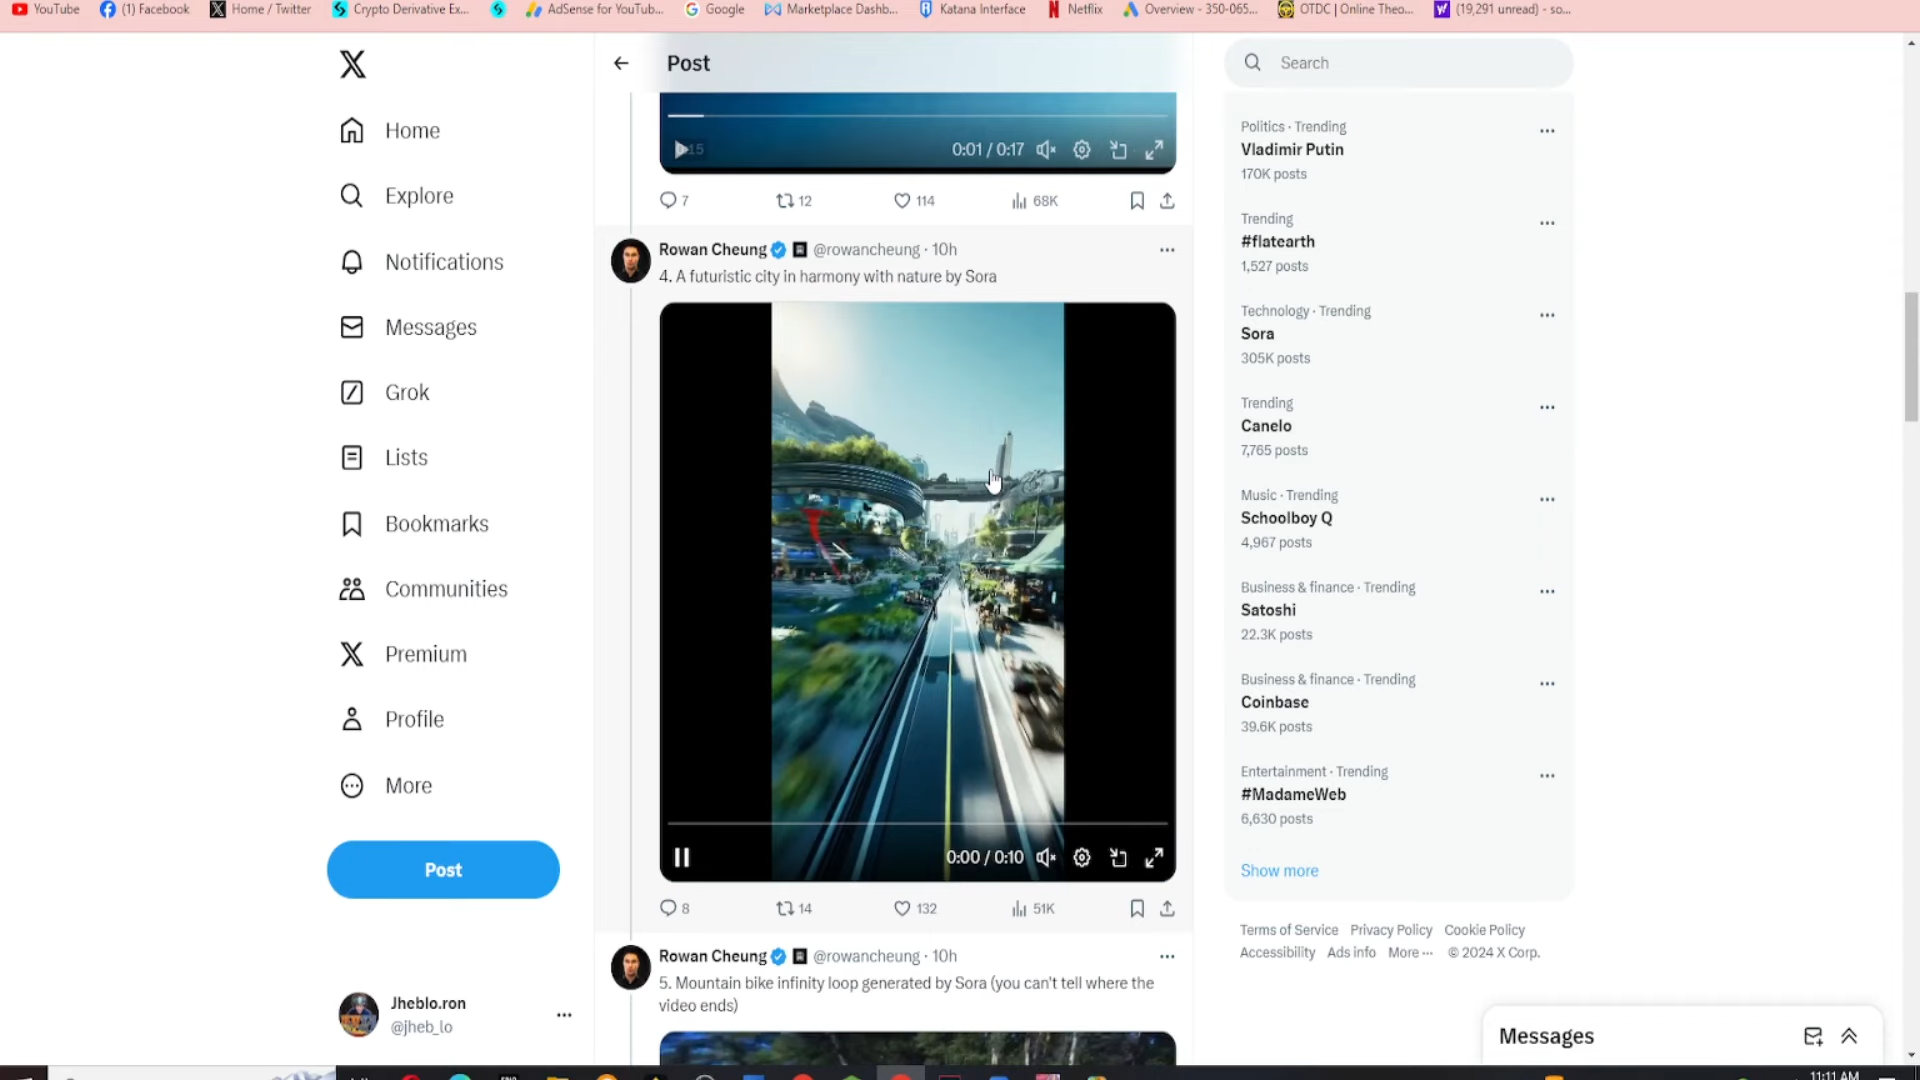 YouTube (1) Facebook Home / Twitter Crypto Derivative Ex... AdSense for YouTub... Google Marketplace Dashb... Katana Interface Netflix Overview - 350-065... OTDC | Online Theo... (19,291 unread) - so...
Post
Search
Home
Explore
Notifications
Messages
Grok
Lists
Bookmarks
Communities
Premium
Profile
More
Post
Jheblo.ron
@jheb_lo
0:01 / 0:17
7 12 114 68K
Rowan Cheung @rowancheung · 10h
4. A futuristic city in harmony with nature by Sora
0:00 / 0:10
8 14 132 51K
Rowan Cheung @rowancheung · 10h
5. Mountain bike infinity loop generated by Sora (you can't tell where the
video ends)
Politics · Trending
Vladimir Putin
170K posts
Trending
#flatearth
1,527 posts
Technology · Trending
Sora
305K posts
Trending
Canelo
7,765 posts
Music · Trending
Schoolboy Q
4,967 posts
Business & finance · Trending
Satoshi
22.3K posts
Business & finance · Trending
Coinbase
39.6K posts
Entertainment · Trending
#MadameWeb
6,630 posts
Show more
Terms of Service Privacy Policy Cookie Policy
Accessibility Ads info More ··· © 2024 X Corp.
Messages
11:11 AM